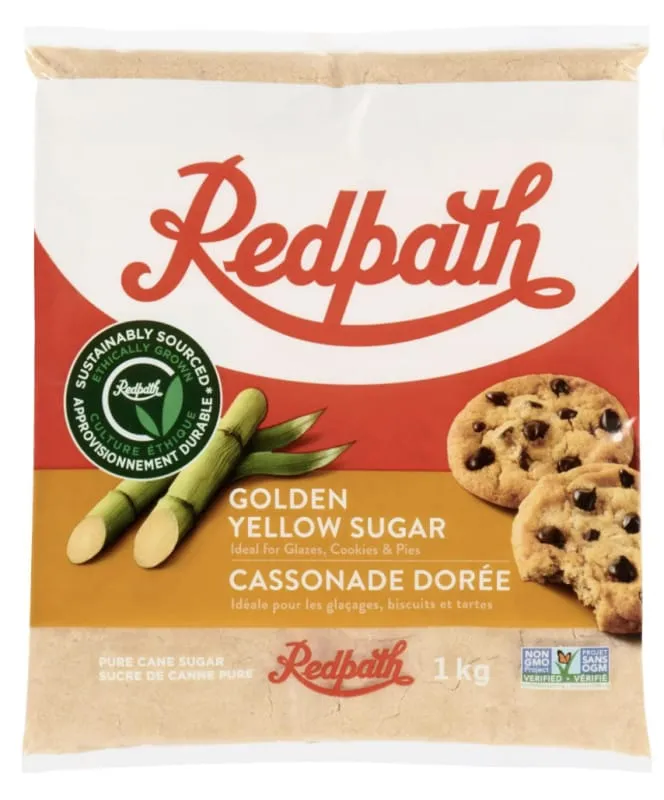 Redpath
SUSTAINABLY SOURCED*
ETHICALLY GROWN
Redpath
CULTURE ÉTHIQUE
APPROVISIONNEMENT DURABLE*
GOLDEN
YELLOW SUGAR
Ideal for Glazes, Cookies & Pies
CASSONADE DORÉE
Idéale pour les glaçages, biscuits et tartes
PURE CANE SUGAR
SUCRE DE CANNE PURE
Redpath
1 kg
NON
GMO
Project
VERIFIED
PROJET
SANS
OGM
VÉRIFIÉ